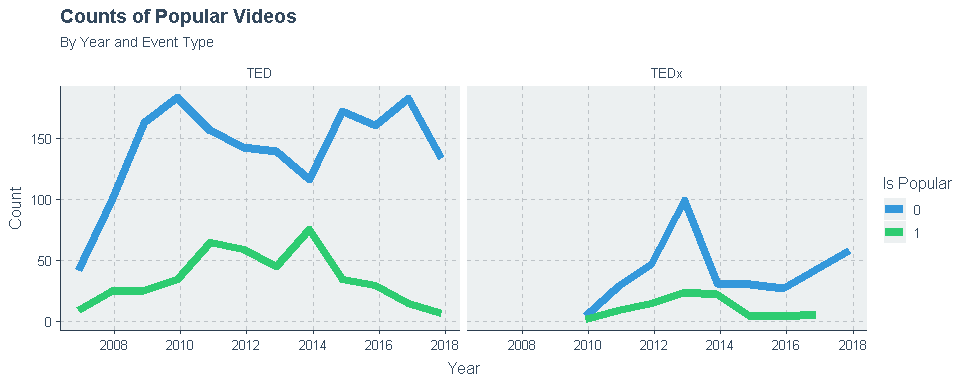 Counts of Popular Videos
By Year and Event Type
TED
TEDx
150
100
50
0
Count
2008
2010
2012
2014
2016
2018
2008
2010
2012
2014
2016
2018
Year
Is Popular
0
1